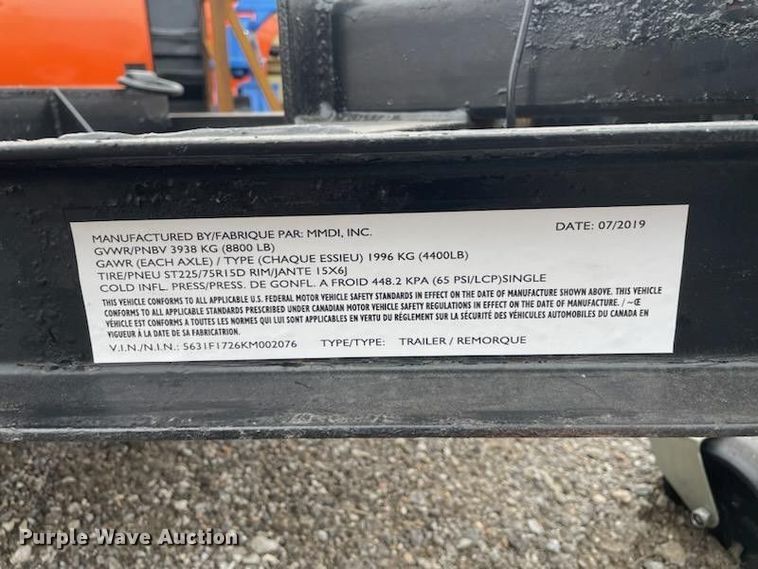 MANUFACTURED BY/FABRIQUE PAR: MMDI, INC. DATE: 07/2019
GVWR/PNBV 3938 KG (8800 LB)
GAWR (EACH AXLE) / TYPE (CHAQUE ESSIEU) 1996 KG (4400LB)
TIRE/PNEU ST225/75R15D RIM/JANTE 15X6J
COLD INFL. PRESS/PRESS. DE GONFL. A FROID 448.2 KPA (65 PSI/LCP)SINGLE
THIS VEHICLE CONFORMS TO ALL APPLICABLE U.S. FEDERAL MOTOR VEHICLE SAFETY STANDARDS IN EFFECT ON THE DATE OF MANUFACTURE SHOWN ABOVE. THIS VEHICLE
CONFORMS TO ALL APPLICABLE STANDARDS PRESCRIBED UNDER CANADIAN MOTOR VEHICLE SAFETY REGULATIONS IN EFFECT ON THE DATE OF MANUFACTURE. / ~Œ
VÉHICLE EST CONFORMES A TOUTES LES NORMES QUI LUI SONT APPLICABLES EN VERTU DU RÈGLEMENT SUR LA SÉCURITÉ DES VÉHICULES AUTOMOBILES DU CANADA EN
VIGUEUR À LA DATE DE SA FABRICATRION.
V.I.N./N.I.N.: 5631F1726KM002076 TYPE/TYPE: TRAILER / REMORQUE
Purple Wave Auction